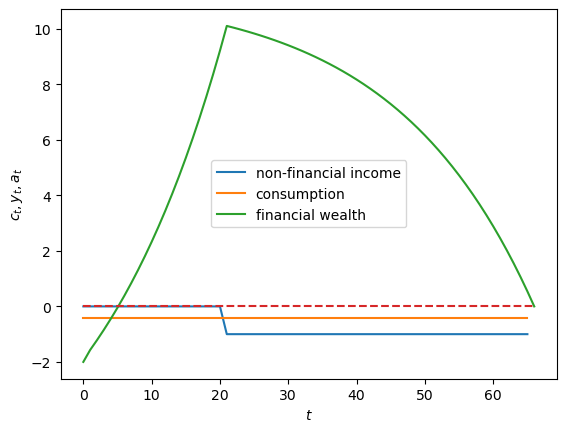 10
8
6
4
2
0
−2
c_t, y_t, a_t
non-financial income
consumption
financial wealth
0 10 20 30 40 50 60
t